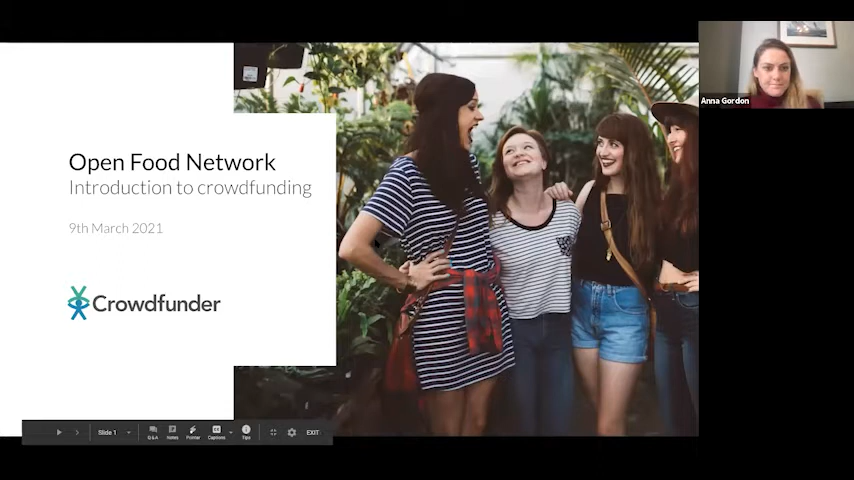 Open Food Network
Introduction to crowdfunding
9th March 2021
Crowdfunder
Anna Gordon
Slide 1
Q&A
Notes
Pointer
Captions
Tips
EXIT